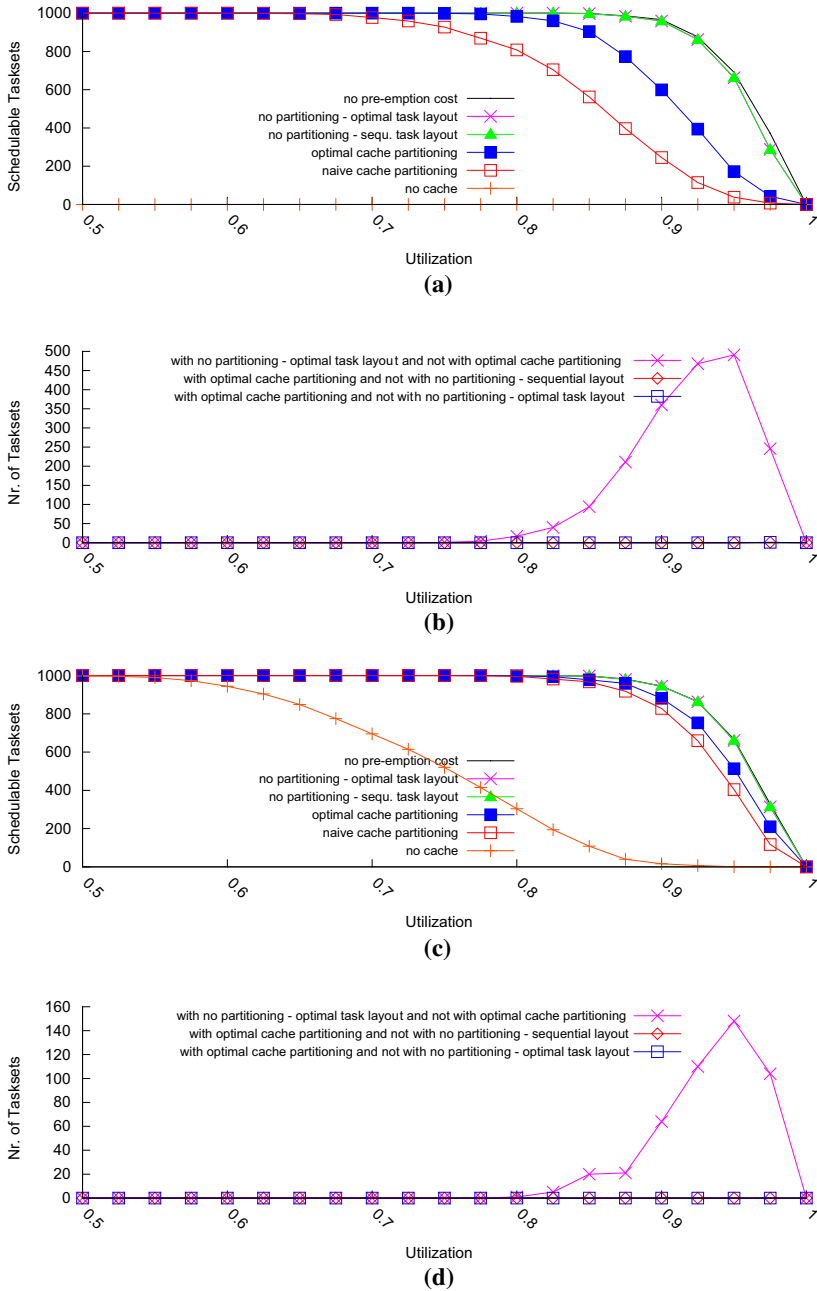 1000
800
600
400
200
0
Schedulable Tasksets
no pre-emption cost
no partitioning - optimal task layout
no partitioning - sequ. task layout
optimal cache partitioning
naive cache partitioning
no cache
0.5
0.6
0.7
0.8
0.9
1
Utilization
(a)
500
450
400
350
300
250
200
150
100
50
0
Nr. of Tasksets
with no partitioning - optimal task layout and not with optimal cache partitioning
with optimal cache partitioning and not with no partitioning - sequential layout
with optimal cache partitioning and not with no partitioning - optimal task layout
0.5
0.6
0.7
0.8
0.9
1
Utilization
(b)
1000
800
600
400
200
0
Schedulable Tasksets
no pre-emption cost
no partitioning - optimal task layout
no partitioning - sequ. task layout
optimal cache partitioning
naive cache partitioning
no cache
0.5
0.6
0.7
0.8
0.9
1
Utilization
(c)
160
140
120
100
80
60
40
20
0
Nr. of Tasksets
with no partitioning - optimal task layout and not with optimal cache partitioning
with optimal cache partitioning and not with no partitioning - sequential layout
with optimal cache partitioning and not with no partitioning - optimal task layout
0.5
0.6
0.7
0.8
0.9
1
Utilization
(d)